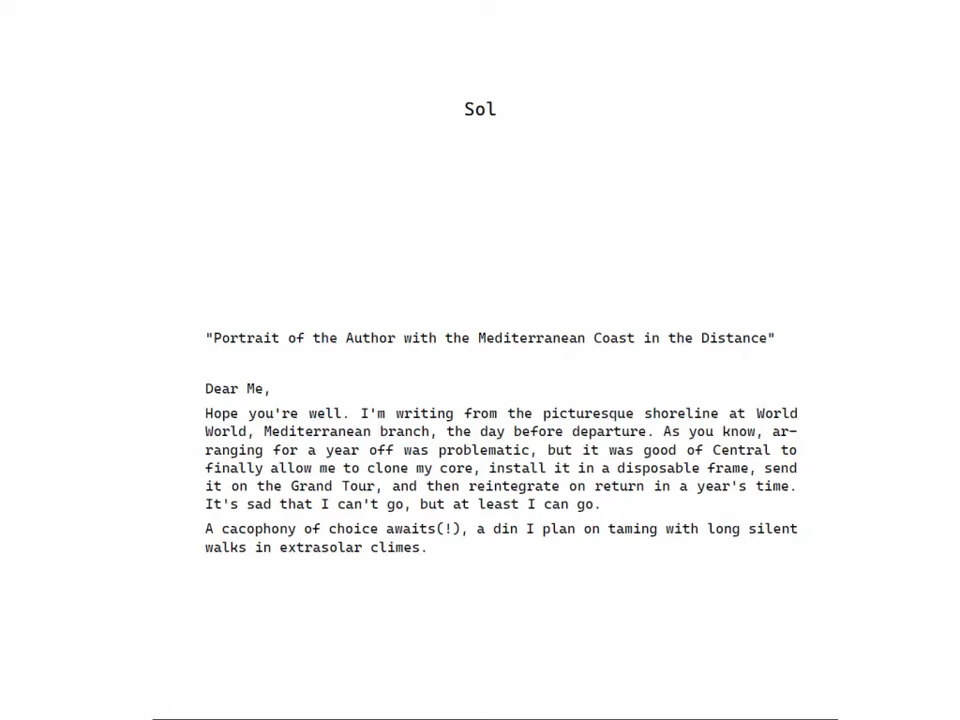 Sol
"Portrait of the Author with the Mediterranean Coast in the Distance"
Dear Me,
Hope you're well. I'm writing from the picturesque shoreline at World
World, Mediterranean branch, the day before departure. As you know, ar-
ranging for a year off was problematic, but it was good of Central to
finally allow me to clone my core, install it in a disposable frame, send
it on the Grand Tour, and then reintegrate on return in a year's time.
It's sad that I can't go, but at least I can go.
A cacophony of choice awaits(!), a din I plan on taming with long silent
walks in extrasolar climes.